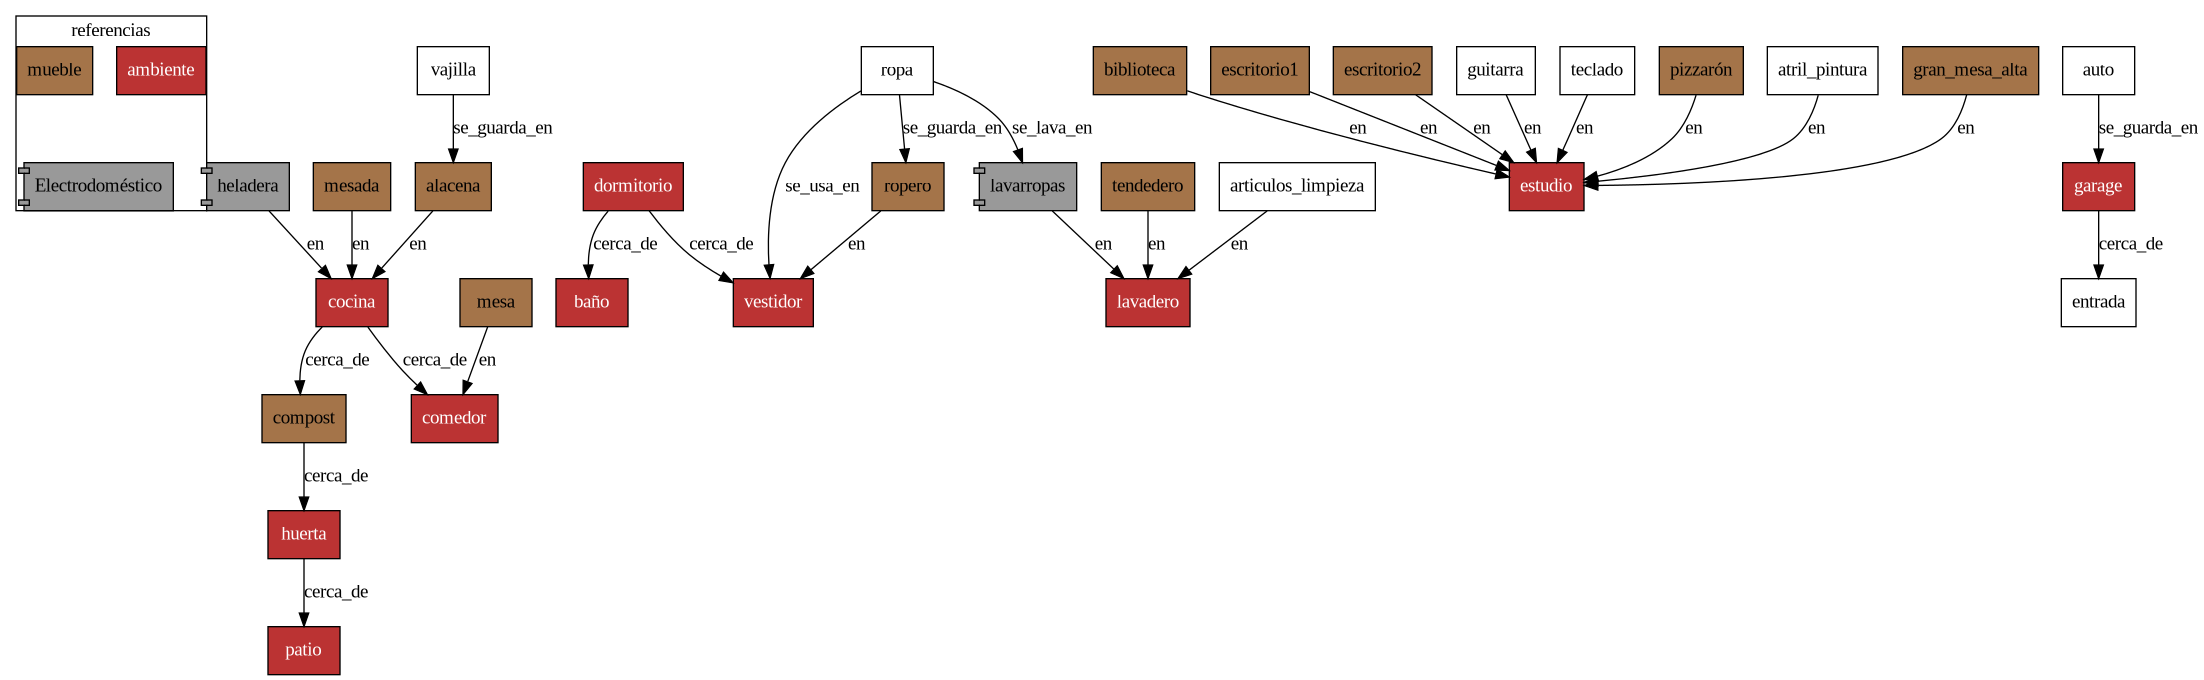 referencias
mueble
ambiente
vajilla
ropa
biblioteca
escritorio1
escritorio2
guitarra
teclado
pizzarón
atril_pintura
gran_mesa_alta
auto
se_guarda_en
se_guarda_en
se_lava_en
en
en
en
en
en
en
en
en
se_guarda_en
Electrodoméstico
heladera
mesada
alacena
dormitorio
se_usa_en
ropero
lavarropas
tendedero
articulos_limpieza
estudio
garage
en
en
en
cerca_de
cerca_de
en
en
en
en
cerca_de
cocina
mesa
baño
vestidor
lavadero
entrada
cerca_de
cerca_de
en
compost
comedor
cerca_de
huerta
cerca_de
patio